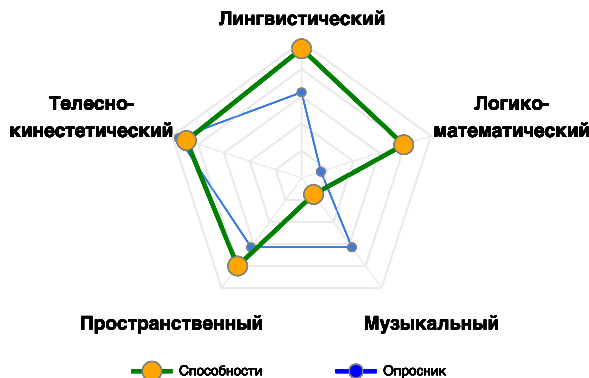 Лингвистический
Телесно-
кинестетический
Логико-
математический
Пространственный
Музыкальный
Способности
Опросник